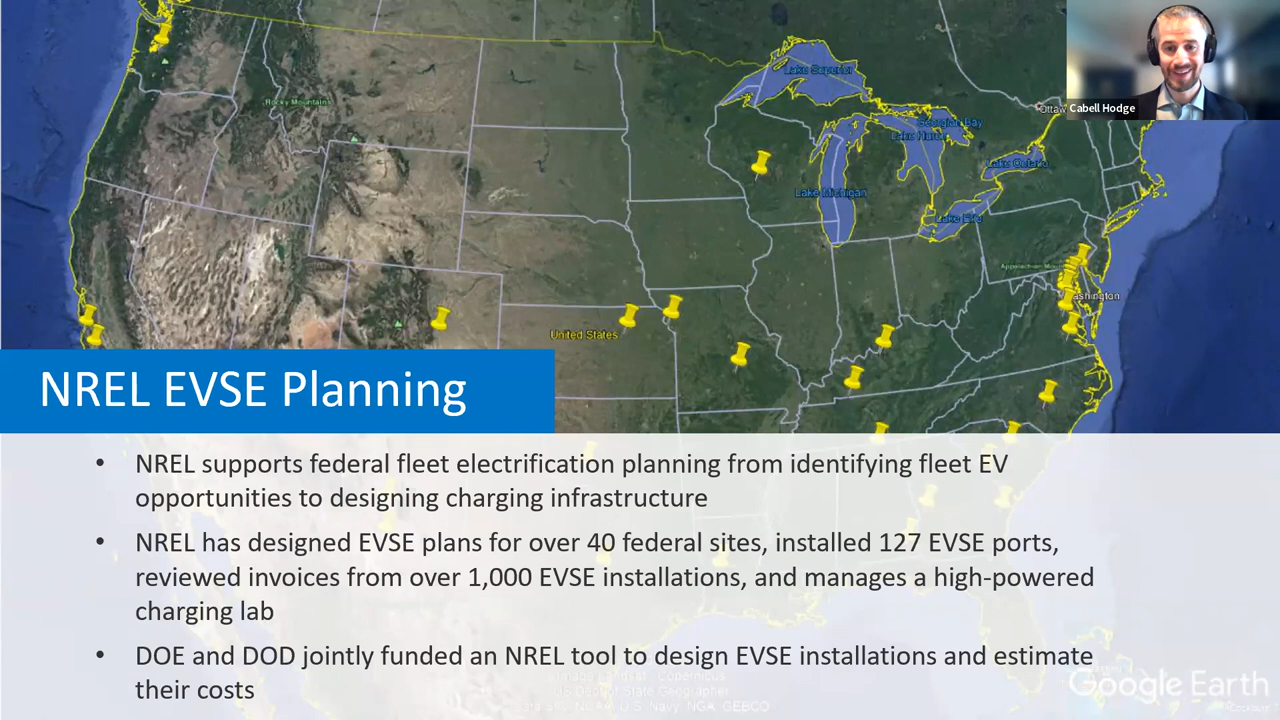 Lake Superior
Rocky Mountains
Cabell Hodge
Georgian Bay
Lake Huron
Lake Ontario
Lake Michigan
Lake Erie
United States
NREL EVSE Planning
• NREL supports federal fleet electrification planning from identifying fleet EV
opportunities to designing charging infrastructure
• NREL has designed EVSE plans for over 40 federal sites, installed 127 EVSE ports,
reviewed invoices from over 1,000 EVSE installations, and manages a high-powered
charging lab
• DOE and DOD jointly funded an NREL tool to design EVSE installations and estimate
their costs
Google Earth